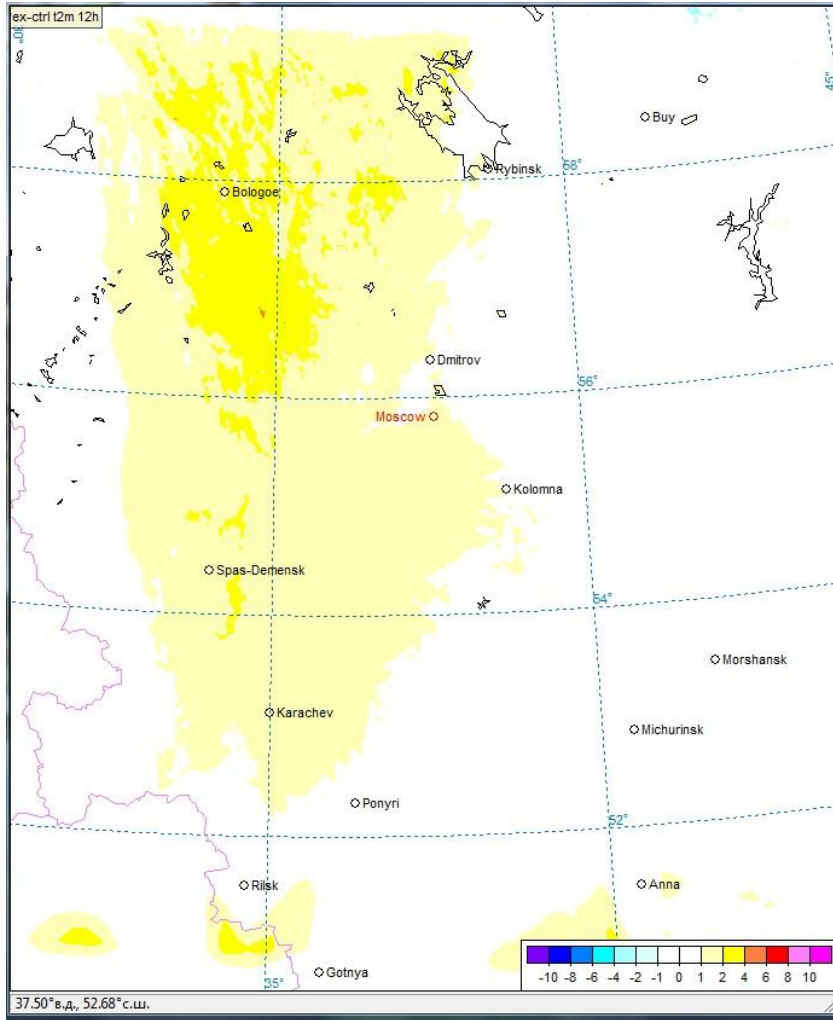 ex-ctrl t2m 12h
30°
45°
Buy
58°
Rybinsk
Bologoe
Dmitrov
56°
Moscow
Kolomna
Spas-Demensk
54°
Morshansk
Karachev
Michurinsk
Ponyri
52°
Rilsk
Anna
Gotnya
35°
-10 -8 -6 -4 -2 -1 0 1 2 4 6 8 10
37.50°в.д., 52.68°с.ш.